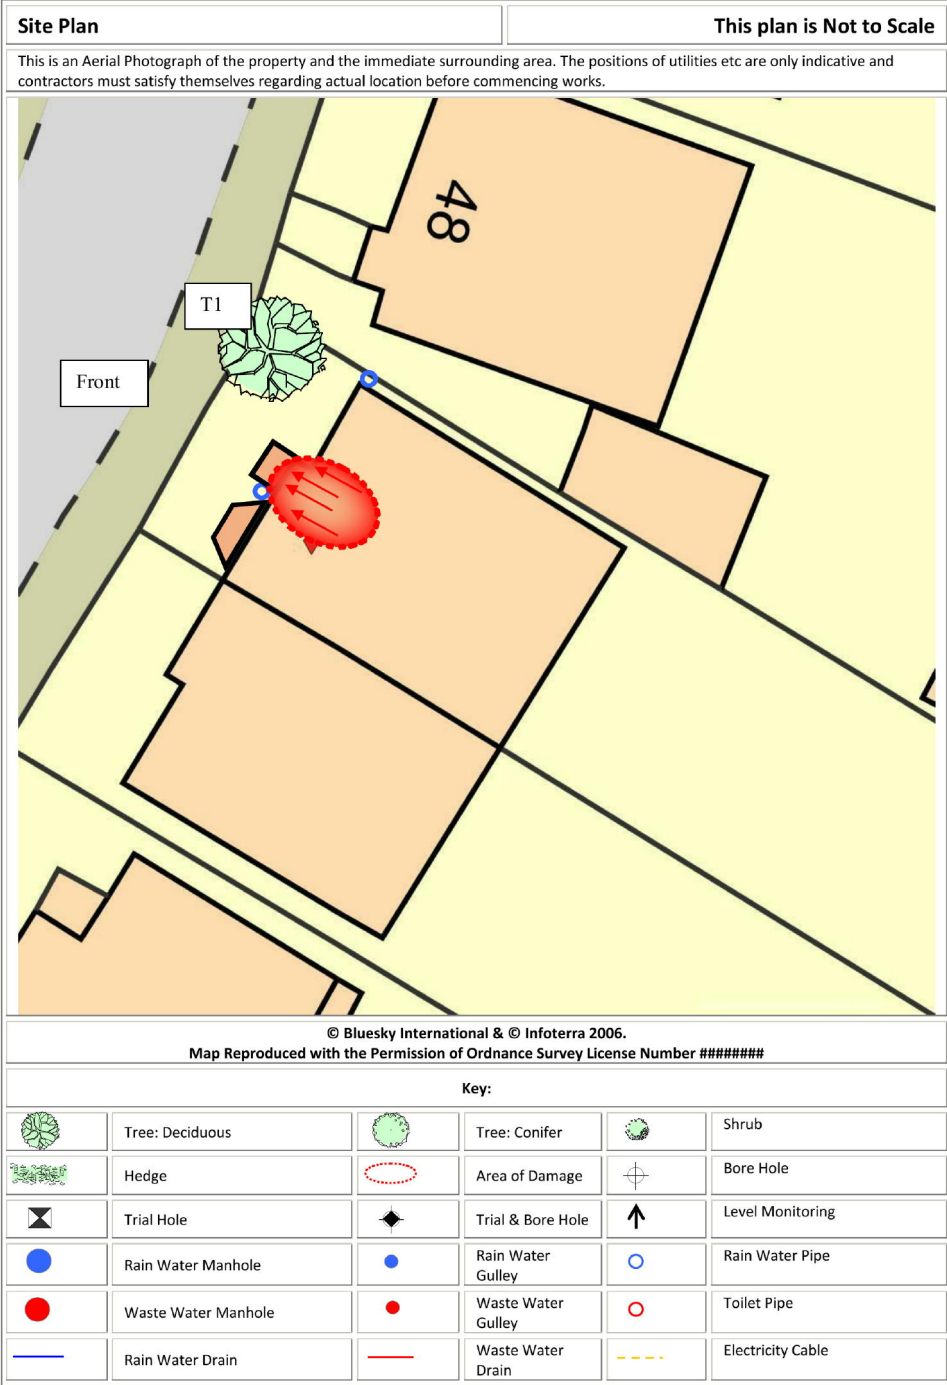 Site Plan
This plan is Not to Scale
This is an Aerial Photograph of the property and the immediate surrounding area. The positions of utilities etc are only indicative and
contractors must satisfy themselves regarding actual location before commencing works.
48
T1
Front
© Bluesky International & © Infoterra 2006.
Map Reproduced with the Permission of Ordnance Survey License Number ########
Key:
Tree: Deciduous
Tree: Conifer
Shrub
Hedge
Area of Damage
Bore Hole
Trial Hole
Trial & Bore Hole
Level Monitoring
Rain Water Manhole
Rain Water
Gulley
Rain Water Pipe
Waste Water Manhole
Waste Water
Gulley
Toilet Pipe
Rain Water Drain
Waste Water
Drain
Electricity Cable